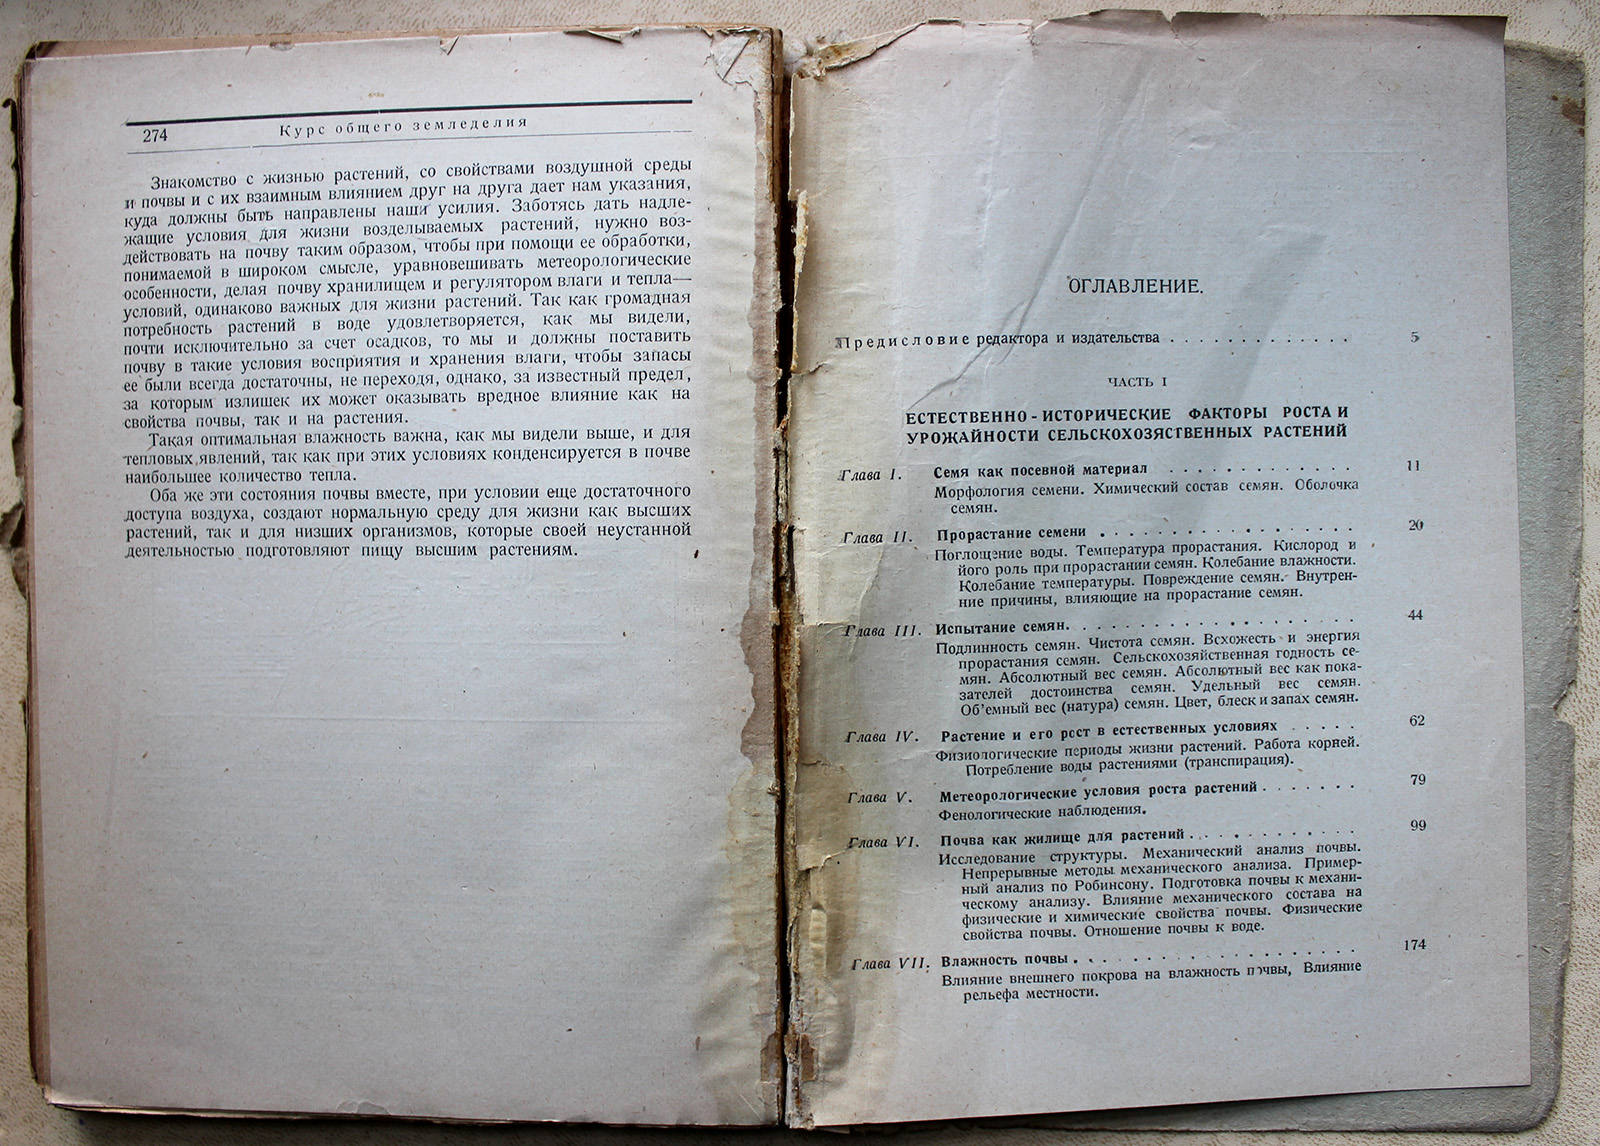 274
Курс общего земледелия
Знакомство с жизнью растений, со свойствами воздушной среды
и почвы и с их взаимным влиянием друг на друга дает нам указания,
куда должны быть направлены наши усилия. Заботясь дать надле-
жащие условия для жизни возделываемых растений, нужно воз-
действовать на почву таким образом, чтобы при помощи ее обработки,
понимаемой в широком смысле, уравновешивать метеорологические
особенности, делая почву хранилищем и регулятором влаги и тепла—
условий, одинаково важных для жизни растений. Так как громадная
потребность растений в воде удовлетворяется, как мы видели,
почти исключительно за счет осадков, то мы и должны поставить
почву в такие условия восприятия и хранения влаги, чтобы запасы
ее были всегда достаточны, не переходя, однако, за известный предел,
за которым излишек их может оказывать вредное влияние как на
свойства почвы, так и на растения.
Такая оптимальная влажность важна, как мы видели выше, и для
тепловых явлений, так как при этих условиях конденсируется в почве
наибольшее количество тепла.
Оба же эти состояния почвы вместе, при условии еще достаточного
доступа воздуха, создают нормальную среду для жизни как высших
растений, так и для низших организмов, которые своей неустанной
деятельностью подготовляют пищу высшим растениям.
ОГЛАВЛЕНИЕ.
Предисловие редактора и издательства . . . . . . . . . . . . . 5
ЧАСТЬ I
ЕСТЕСТВЕННО-ИСТОРИЧЕСКИЕ ФАКТОРЫ РОСТА И
УРОЖАЙНОСТИ СЕЛЬСКОХОЗЯСТВЕННЫХ РАСТЕНИЙ
Глава I. Семя как посевной материал . . . . . . . . . . . . . 11
Морфология семени. Химический состав семян. Оболочка
семян.
Глава II. Прорастание семени . . . . . . . . . . . . . . . . . 20
Поглощение воды. Температура прорастания. Кислород и
його роль при прорастании семян. Колебание влажности.
Колебание температуры. Повреждение семян. Внутрен-
ние причины, влияющие на прорастание семян.
Глава III. Испытание семян. . . . . . . . . . . . . . . . . . 44
Подлинность семян. Чистота семян. Всхожесть и энергия
прорастания семян. Сельскохозяйственная годность се-
мян. Абсолютный вес семян. Абсолютный вес как пока-
зателей достоинства семян. Удельный вес семян.
Об'емный вес (натура) семян. Цвет, блеск и запах семян.
Глава IV. Растение и его рост в естественных условиях . . . . . 62
Физиологические периоды жизни растений. Работа корней.
Потребление воды растениями (транспирация).
Глава V. Метеорологические условия роста растений . . . . . . . 79
Фенологические наблюдения.
Глава VI. Почва как жилище для растений . . . . . . . . . . . . 99
Исследование структуры. Механический анализ почвы.
Непрерывные методы механического анализа. Пример-
ный анализ по Робинсону. Подготовка почвы к механи-
ческому анализу. Влияние механического состава на
физические и химические свойства почвы. Физические
свойства почвы. Отношение почвы к воде.
Глава VII. Влажность почвы . . . . . . . . . . . . . . . . . . 174
Влияние внешнего покрова на влажность почвы, Влияние
рельефа местности.